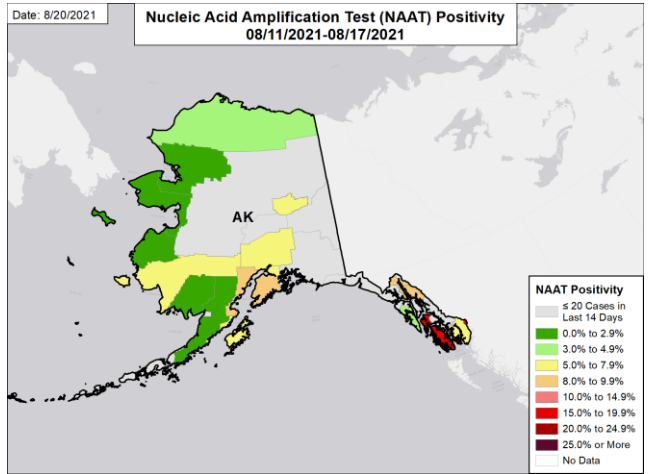 Date: 8/20/2021
Nucleic Acid Amplification Test (NAAT) Positivity
08/11/2021-08/17/2021
AK
NAAT Positivity
≤ 20 Cases in
Last 14 Days
0.0% to 2.9%
3.0% to 4.9%
5.0% to 7.9%
8.0% to 9.9%
10.0% to 14.9%
15.0% to 19.9%
20.0% to 24.9%
25.0% or More
No Data